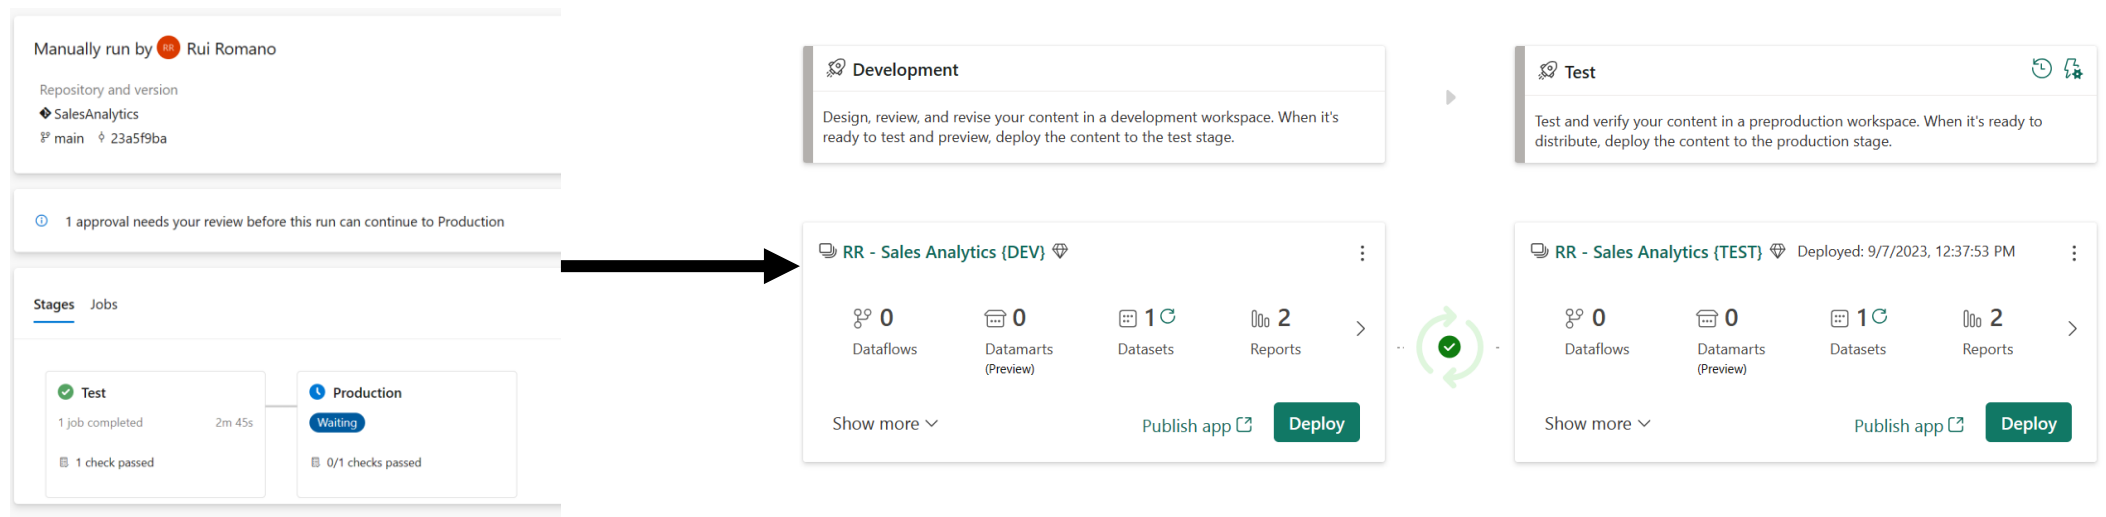 Manually run by RR Rui Romano
Repository and version
SalesAnalytics
main 23a5f9ba
1 approval needs your review before this run can continue to Production
Stages Jobs
Test
1 job completed 2m 45s
1 check passed
Production
Waiting
0/1 checks passed
Development
Design, review, and revise your content in a development workspace. When it's
ready to test and preview, deploy the content to the test stage.
RR - Sales Analytics {DEV}
0 0 1 2
Dataflows Datamarts Datasets Reports
(Preview)
Show more Publish app Deploy
Test
Test and verify your content in a preproduction workspace. When it's ready to
distribute, deploy the content to the production stage.
RR - Sales Analytics {TEST} Deployed: 9/7/2023, 12:37:53 PM
0 0 1 2
Dataflows Datamarts Datasets Reports
(Preview)
Show more Publish app Deploy